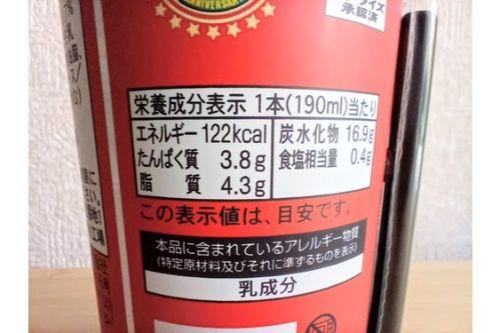 ANNIVERSARY
イズ
承認済
栄養成分表示 1本(190ml)当たり
エネルギー 122kcal 炭水化物 16.9g
たんぱく質 3.8g 食塩相当量 0.4g
脂質 4.3g
この表示値は、目安です。
本品に含まれているアレルギー物質
(特定原材料及びそれに準ずるものを表示)
乳成分